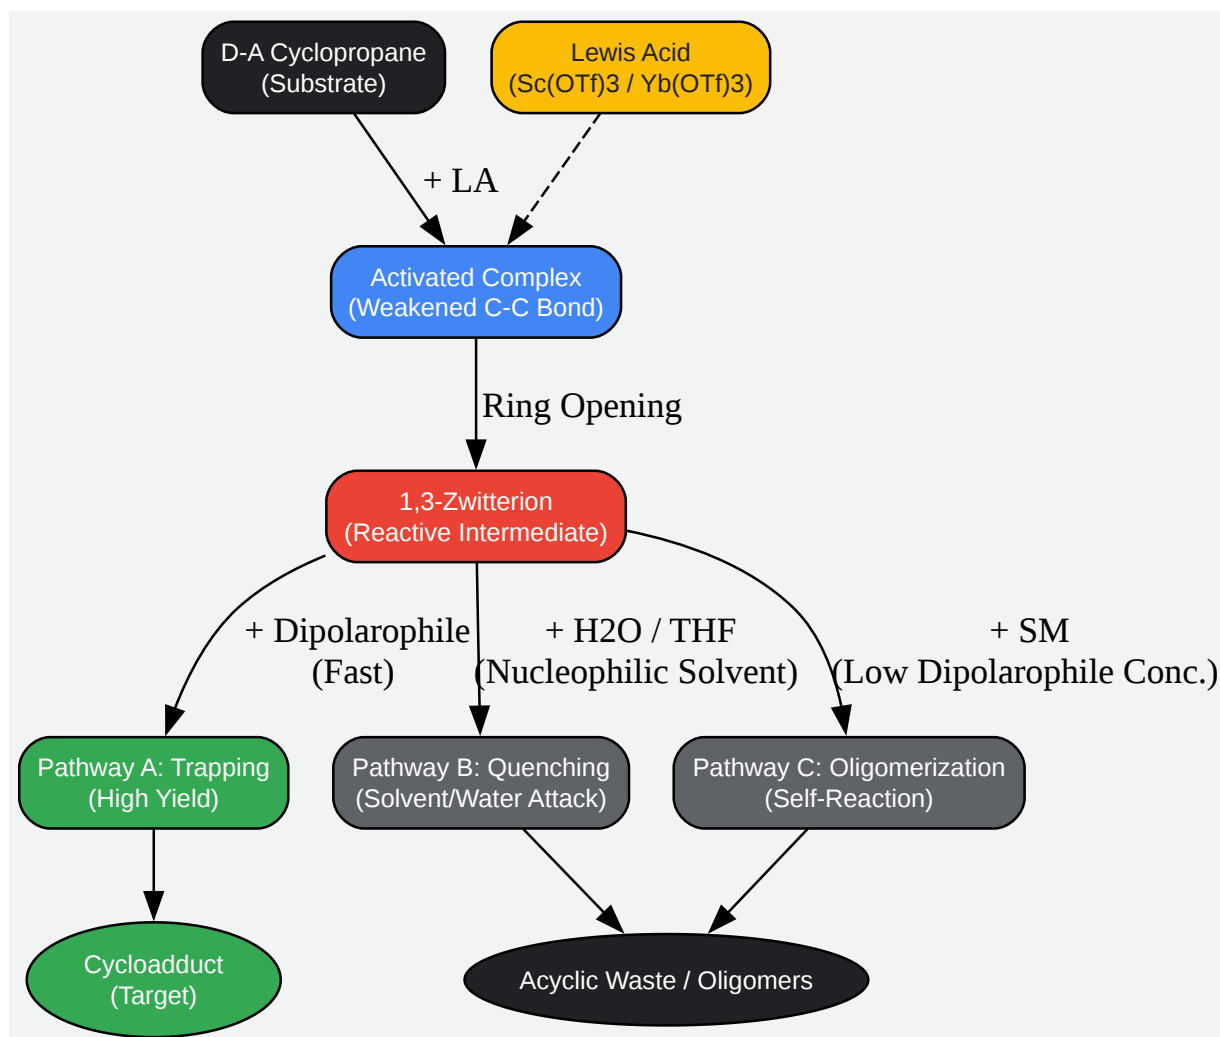 D-A Cyclopropane
(Substrate)
Lewis Acid
(Sc(OTf)3 / Yb(OTf)3)
+ LA
Activated Complex
(Weakened C-C Bond)
Ring Opening
1,3-Zwitterion
(Reactive Intermediate)
+ Dipolarophile
(Fast)
+ H2O / THF
(Nucleophilic Solvent)
+ SM
(Low Dipolarophile Conc.)
Pathway A: Trapping
(High Yield)
Pathway B: Quenching
(Solvent/Water Attack)
Pathway C: Oligomerization
(Self-Reaction)
Cycloadduct
(Target)
Acyclic Waste / Oligomers